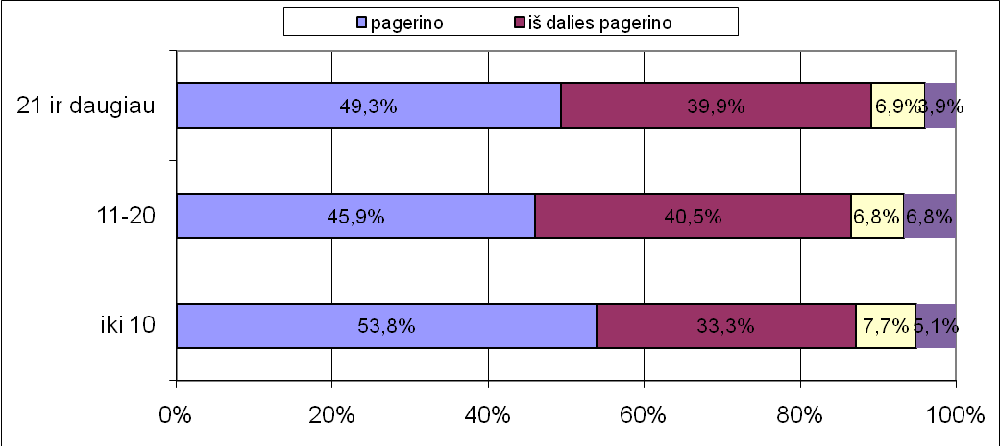 pagerino iš dalies pagerino
21 ir daugiau 49,3% 39,9% 6,9% 3,9%
11-20 45,9% 40,5% 6,8% 6,8%
iki 10 53,8% 33,3% 7,7% 5,1%
0% 20% 40% 60% 80% 100%